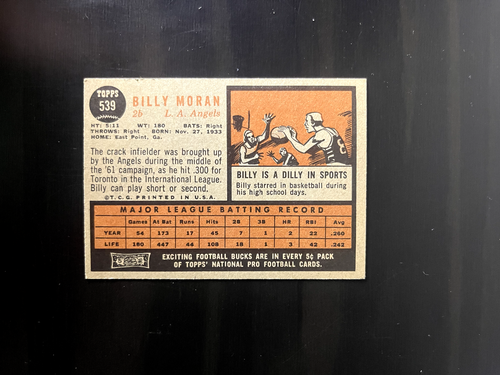 TOPPS
539
BILLY MORAN
2b L. A. Angels
HT: 5:11 WT: 180 BATS: Right
THROWS: Right BORN: Nov. 27, 1933
HOME: East Point, Ga.
The crack infielder was brought up
by the Angels during the middle of
the '61 campaign, as he hit .300 for
Toronto in the International League.
Billy can play short or second.
© T. C. G. PRINTED IN U.S.A.
BILLY IS A DILLY IN SPORTS
Billy starred in basketball during
his high school days.
MAJOR LEAGUE BATTING RECORD
Games At Bat Runs Hits 2B 3B HR RBI Avg
YEAR 54 173 17 45 7 1 2 22 .260
LIFE 180 447 44 108 18 1 3 42 .242
EXCITING FOOTBALL BUCKS ARE IN EVERY 5¢ PACK
OF TOPPS' NATIONAL PRO FOOTBALL CARDS.